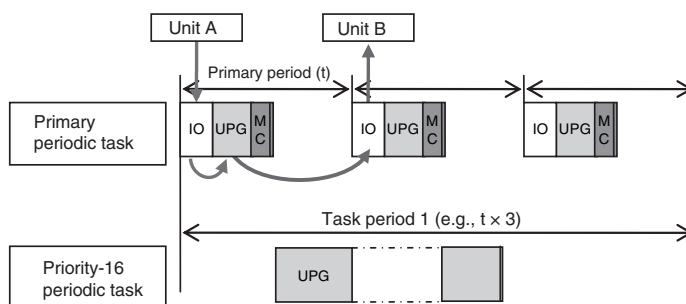 Unit A
Unit B
Primary period (t)
Primary
periodic task
IO
UPG
M
C
IO
UPG
M
C
IO
UPG
M
C
Task period 1 (e.g., t × 3)
Priority-16
periodic task
UPG